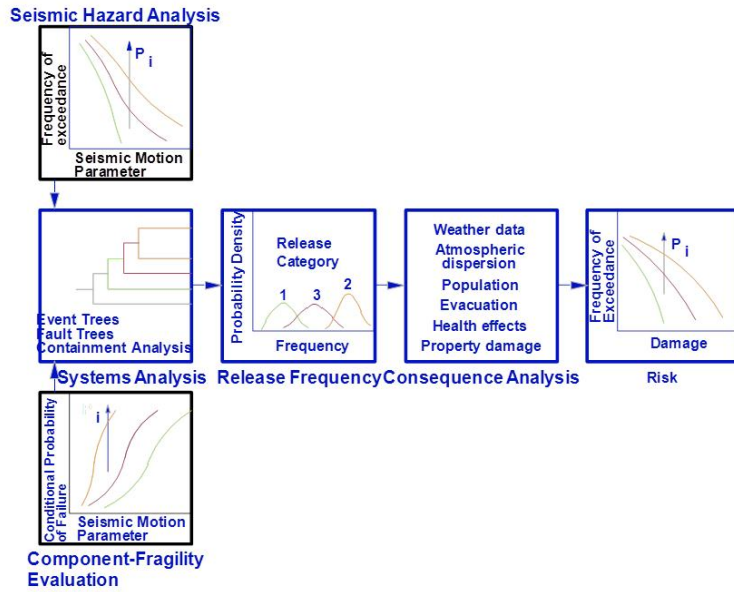 Seismic Hazard Analysis
Frequency of
exceedance
P i
Seismic Motion
Parameter
Event Trees
Fault Trees
Containment Analysis
Systems Analysis
Probability Density
Release
Category
1 3 2
Frequency
Release Frequency
Weather data
Atmospheric
dispersion
Population
Evacuation
Health effects
Property damage
Consequence Analysis
Frequency of
Exceedance
P i
Damage
Risk
Conditional Probability
of Failure
i
Seismic Motion
Parameter
Component-Fragility
Evaluation